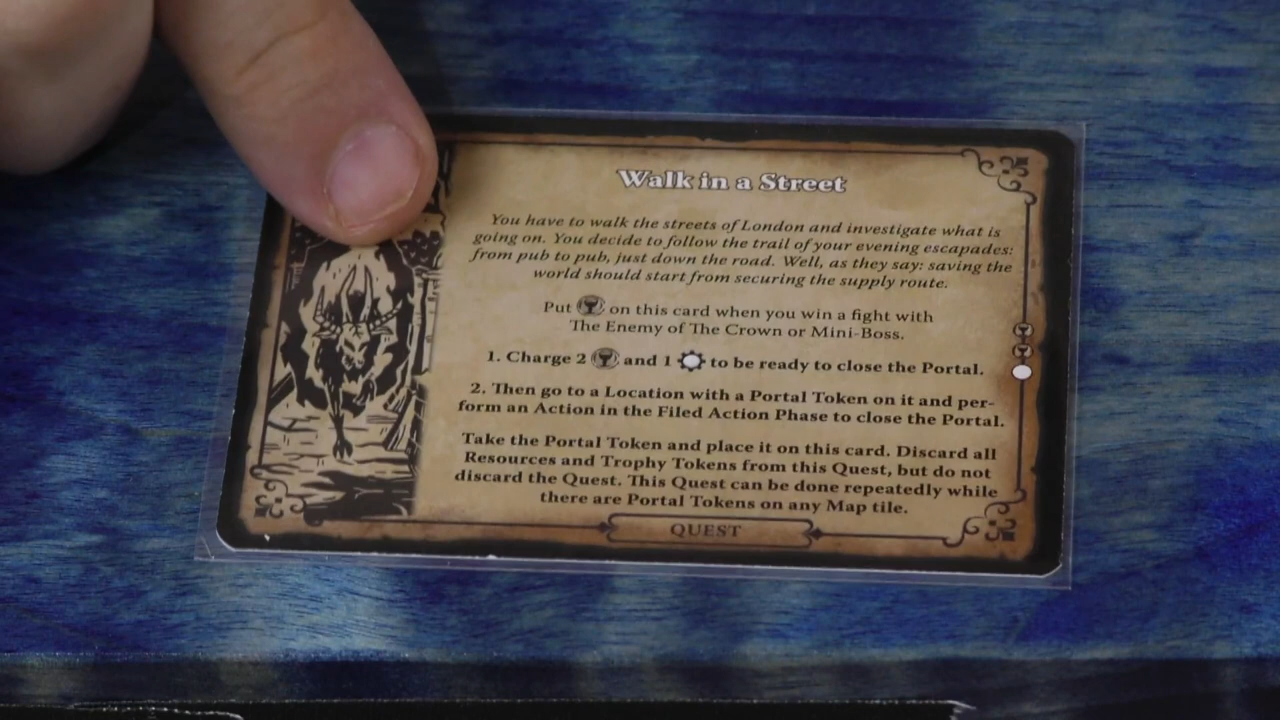 Walk in a Street
You have to walk the streets of London and investigate what is
going on. You decide to follow the trail of your evening escapades:
from pub to pub, just down the road. Well, as they say: saving the
world should start from securing the supply route.
Put on this card when you win a fight with
The Enemy of The Crown or Mini-Boss.
1. Charge 2 and 1 to be ready to close the Portal.
2. Then go to a Location with a Portal Token on it and per-
form an Action in the Filed Action Phase to close the Portal.
Take the Portal Token and place it on this card. Discard all
Resources and Trophy Tokens from this Quest, but do not
discard the Quest. This Quest can be done repeatedly while
there are Portal Tokens on any Map tile.
QUEST